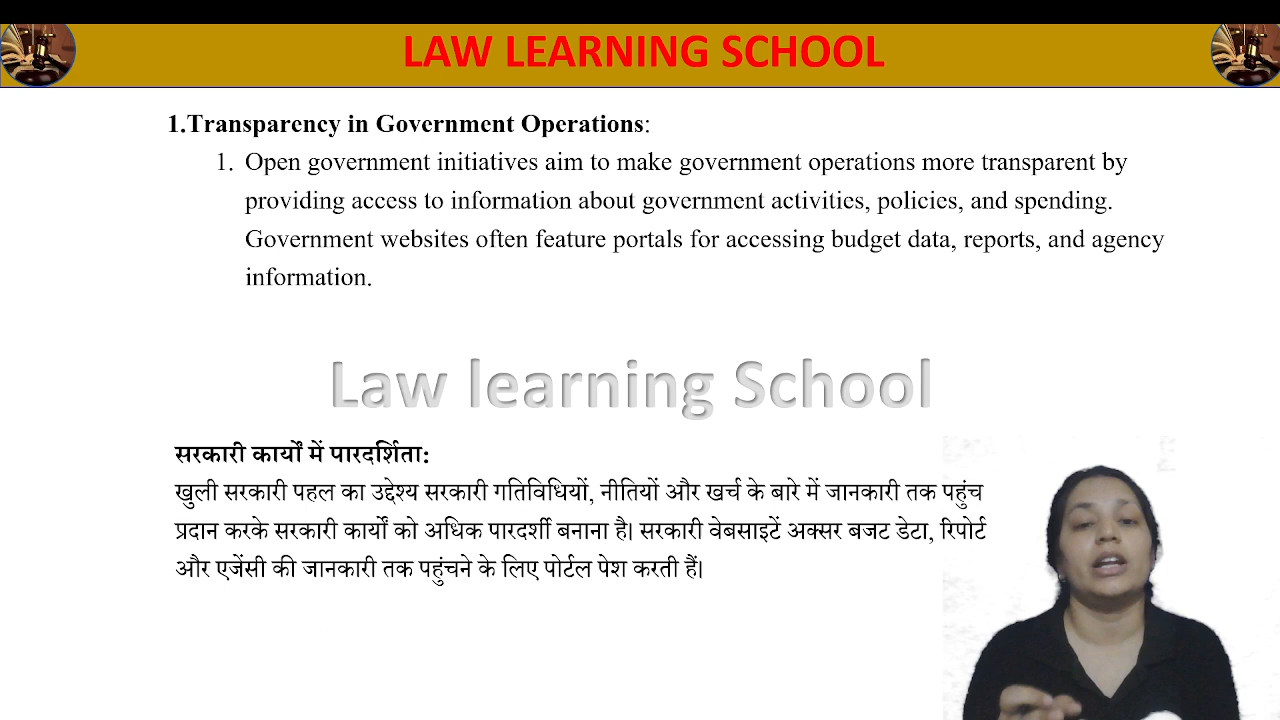 LAW LEARNING SCHOOL
1.Transparency in Government Operations:
1. Open government initiatives aim to make government operations more transparent by
providing access to information about government activities, policies, and spending.
Government websites often feature portals for accessing budget data, reports, and agency
information.
Law learning School
सरकारी कार्यों में पारदर्शिता:
खुली सरकारी पहल का उद्देश्य सरकारी गतिविधियों, नीतियों और खर्च के बारे में जानकारी तक पहुंच
प्रदान करके सरकारी कार्यों को अधिक पारदर्शी बनाना है। सरकारी वेबसाइटें अक्सर बजट डेटा, रिपोर्ट
और एजेंसी की जानकारी तक पहुंचने के लिए पोर्टल पेश करती हैं।